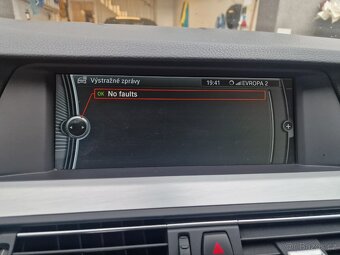 Výstražné zprávy
19:41
EVROPA 2
OK No faults